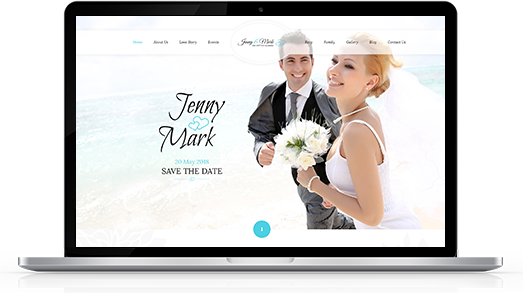 Home About Us Love Story Events Jenny & Mark Family Gallery Blog Contact Us
Jenny
Mark
20 May 2018
SAVE THE DATE